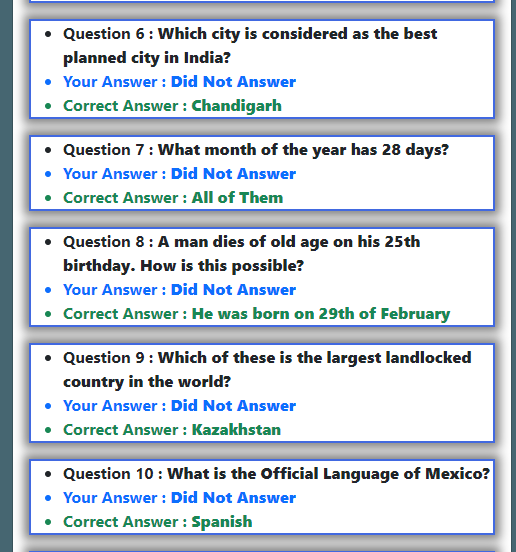 Question 6 : Which city is considered as the best
planned city in India?
Your Answer : Did Not Answer
Correct Answer : Chandigarh
Question 7 : What month of the year has 28 days?
Your Answer : Did Not Answer
Correct Answer : All of Them
Question 8 : A man dies of old age on his 25th
birthday. How is this possible?
Your Answer : Did Not Answer
Correct Answer : He was born on 29th of February
Question 9 : Which of these is the largest landlocked
country in the world?
Your Answer : Did Not Answer
Correct Answer : Kazakhstan
Question 10 : What is the Official Language of Mexico?
Your Answer : Did Not Answer
Correct Answer : Spanish